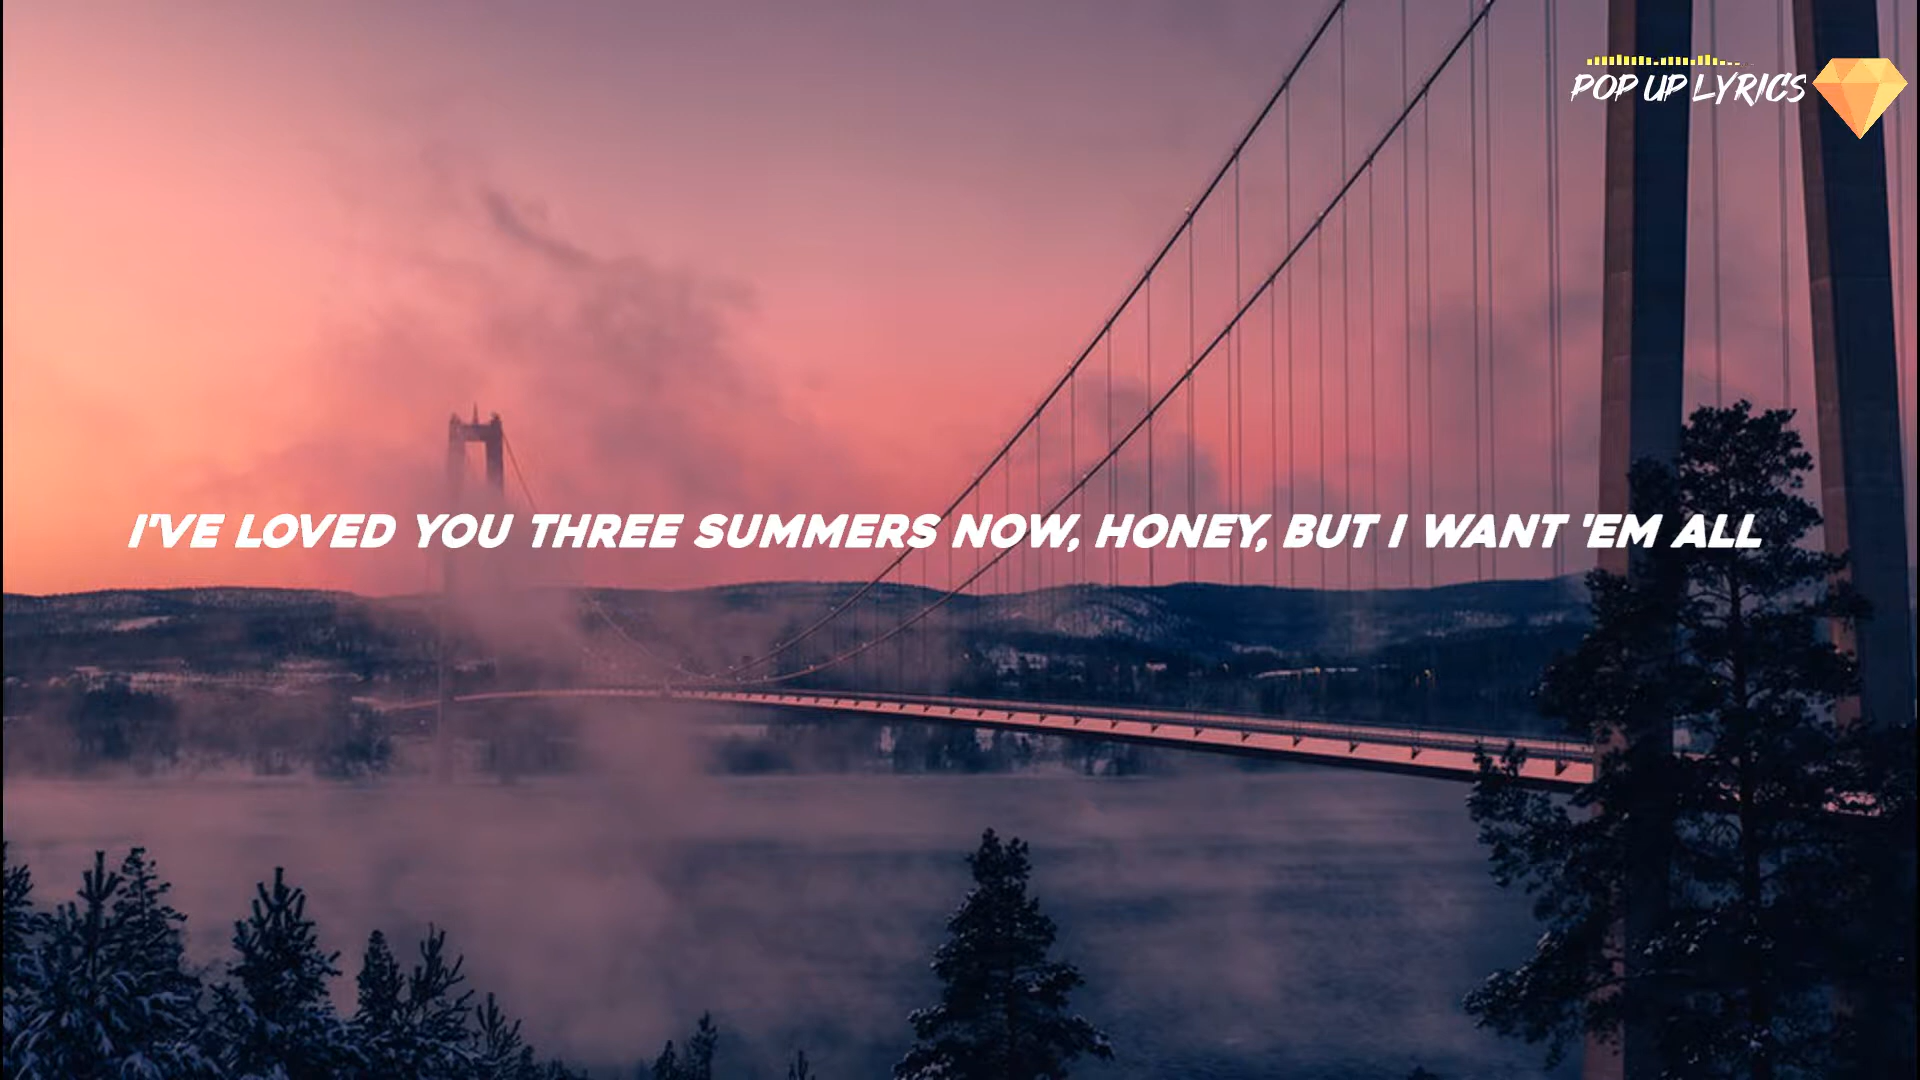 POP UP LYRICS
I'VE LOVED YOU THREE SUMMERS NOW, HONEY, BUT I WANT 'EM ALL